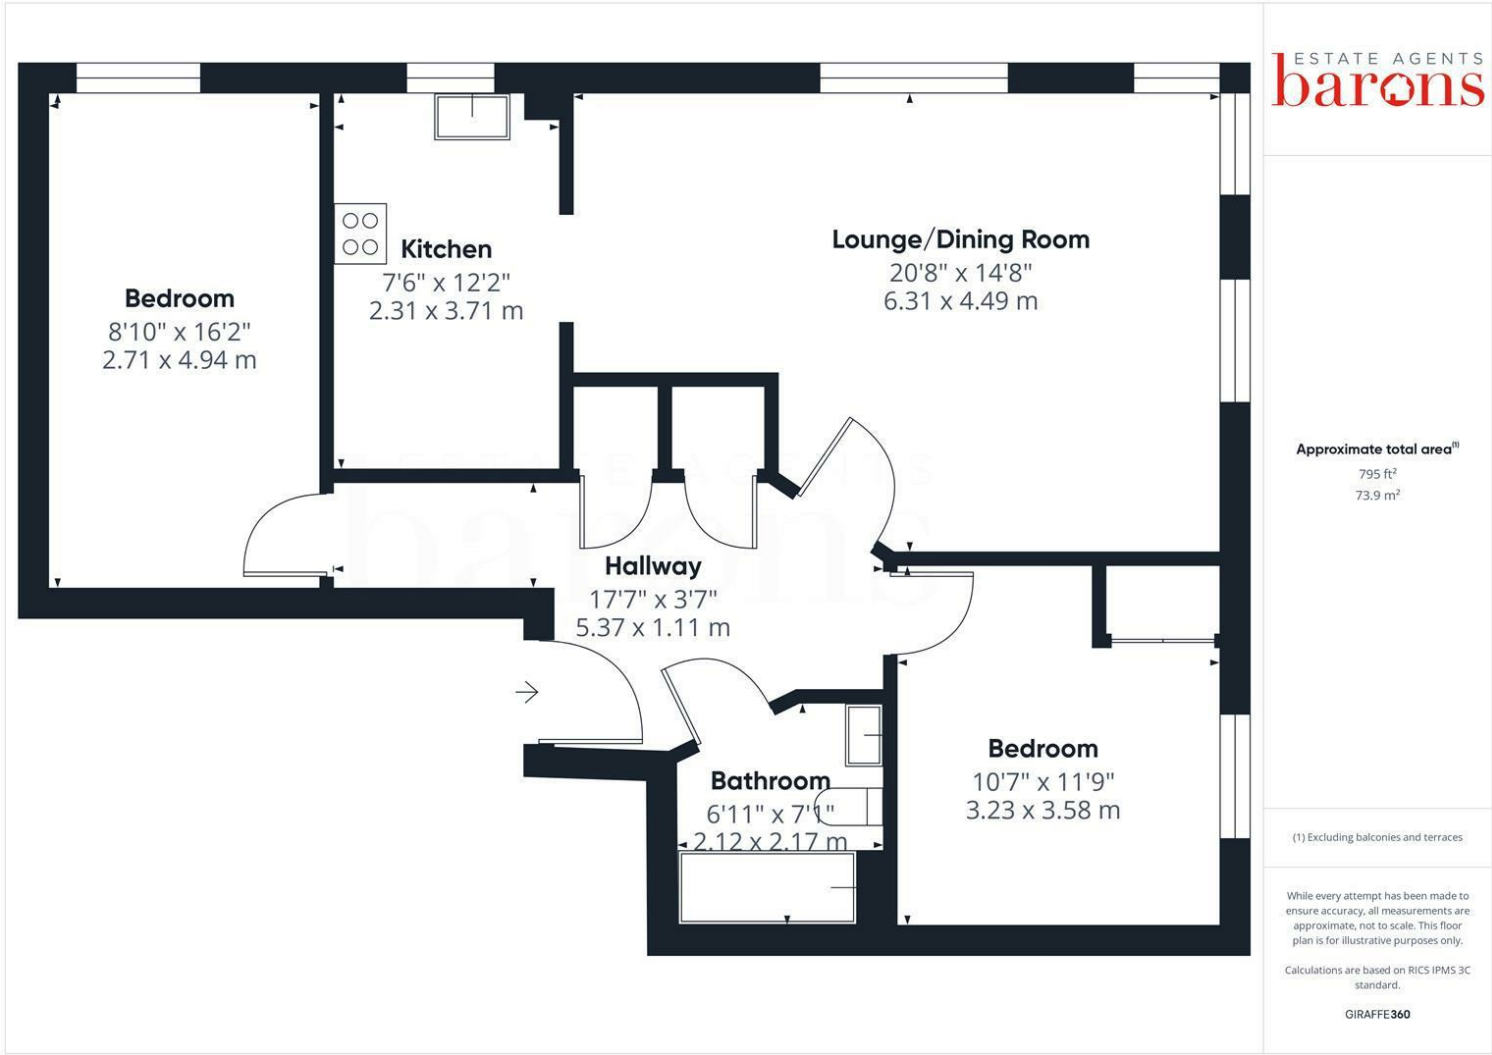 ESTATE AGENTS
barons
Bedroom
8'10" x 16'2"
2.71 x 4.94 m
Kitchen
7'6" x 12'2"
2.31 x 3.71 m
Lounge/Dining Room
20'8" x 14'8"
6.31 x 4.49 m
ESTATE AGENTS
barons
Hallway
17'7" x 3'7"
5.37 x 1.11 m
Bathroom
6'11" x 7'1"
2.12 x 2.17 m
Bedroom
10'7" x 11'9"
3.23 x 3.58 m
Approximate total area(1)
795 ft²
73.9 m²
(1) Excluding balconies and terraces
While every attempt has been made to
ensure accuracy, all measurements are
approximate, not to scale. This floor
plan is for illustrative purposes only.
Calculations are based on RICS IPMS 3C
standard.
GIRAFFE360